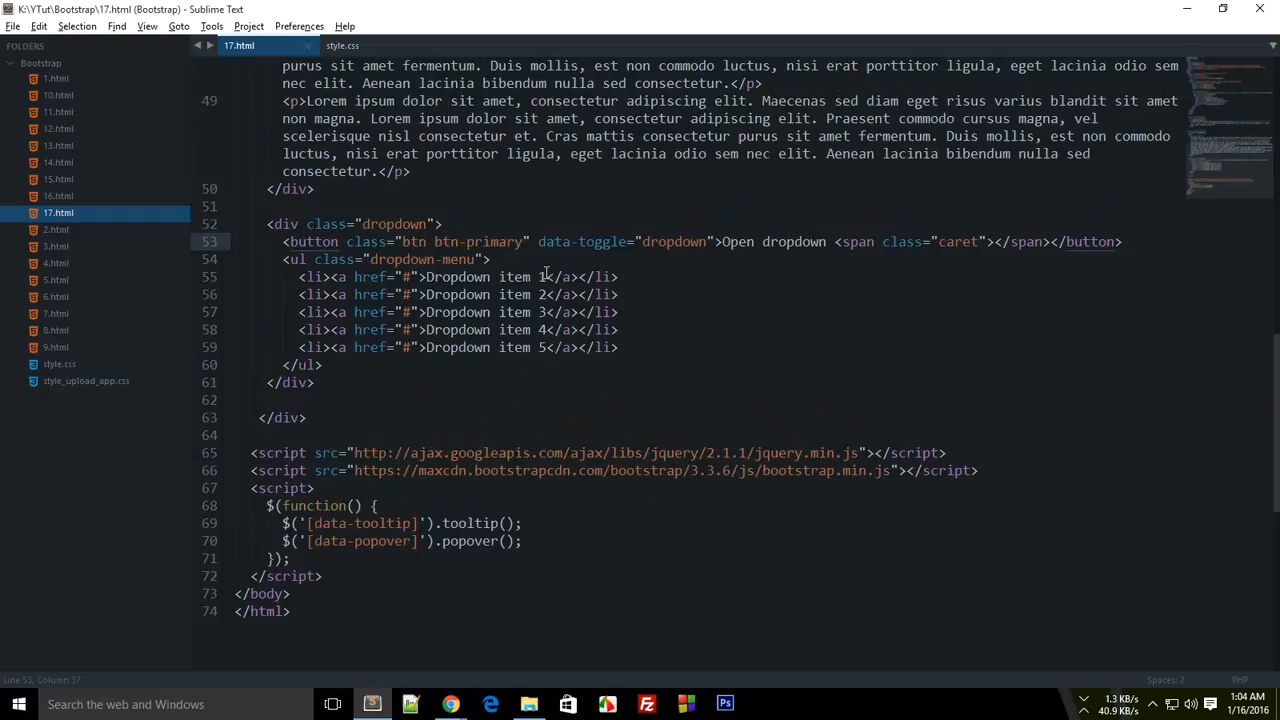 K:\YTut\Bootstrap\17.html (Bootstrap) - Sublime Text
File Edit Selection Find View Goto Tools Project Preferences Help
FOLDERS
Bootstrap
1.html
10.html
11.html
12.html
13.html
14.html
15.html
16.html
17.html
2.html
3.html
4.html
5.html
6.html
7.html
8.html
9.html
style.css
style_upload_app.css
17.html style.css
purus sit amet fermentum. Duis mollis, est non commodo luctus, nisi erat porttitor ligula, eget lacinia odio sem
nec elit. Aenean lacinia bibendum nulla sed consectetur.</p>
49 <p>Lorem ipsum dolor sit amet, consectetur adipiscing elit. Maecenas sed diam eget risus varius blandit sit amet
non magna. Lorem ipsum dolor sit amet, consectetur adipiscing elit. Praesent commodo cursus magna, vel
scelerisque nisl consectetur et. Cras mattis consectetur purus sit amet fermentum. Duis mollis, est non commodo
luctus, nisi erat porttitor ligula, eget lacinia odio sem nec elit. Aenean lacinia bibendum nulla sed
consectetur.</p>
50 </div>
51
52 <div class="dropdown">
53 <button class="btn btn-primary" data-toggle="dropdown">Open dropdown <span class="caret"></span></button>
54 <ul class="dropdown-menu">
55 <li><a href="#">Dropdown item 1</a></li>
56 <li><a href="#">Dropdown item 2</a></li>
57 <li><a href="#">Dropdown item 3</a></li>
58 <li><a href="#">Dropdown item 4</a></li>
59 <li><a href="#">Dropdown item 5</a></li>
60 </ul>
61 </div>
62
63 </div>
64
65 <script src="http://ajax.googleapis.com/ajax/libs/jquery/2.1.1/jquery.min.js"></script>
66 <script src="https://maxcdn.bootstrapcdn.com/bootstrap/3.3.6/js/bootstrap.min.js"></script>
67 <script>
68 $(function() {
69 $('[data-tooltip]').tooltip();
70 $('[data-popover]').popover();
71 });
72 </script>
73 </body>
74 </html>
Line 53, Column 37 Spaces: 2 PHP
Search the web and Windows
1.3 KB/s
40.9 KB/s
1:04 AM
1/16/2016